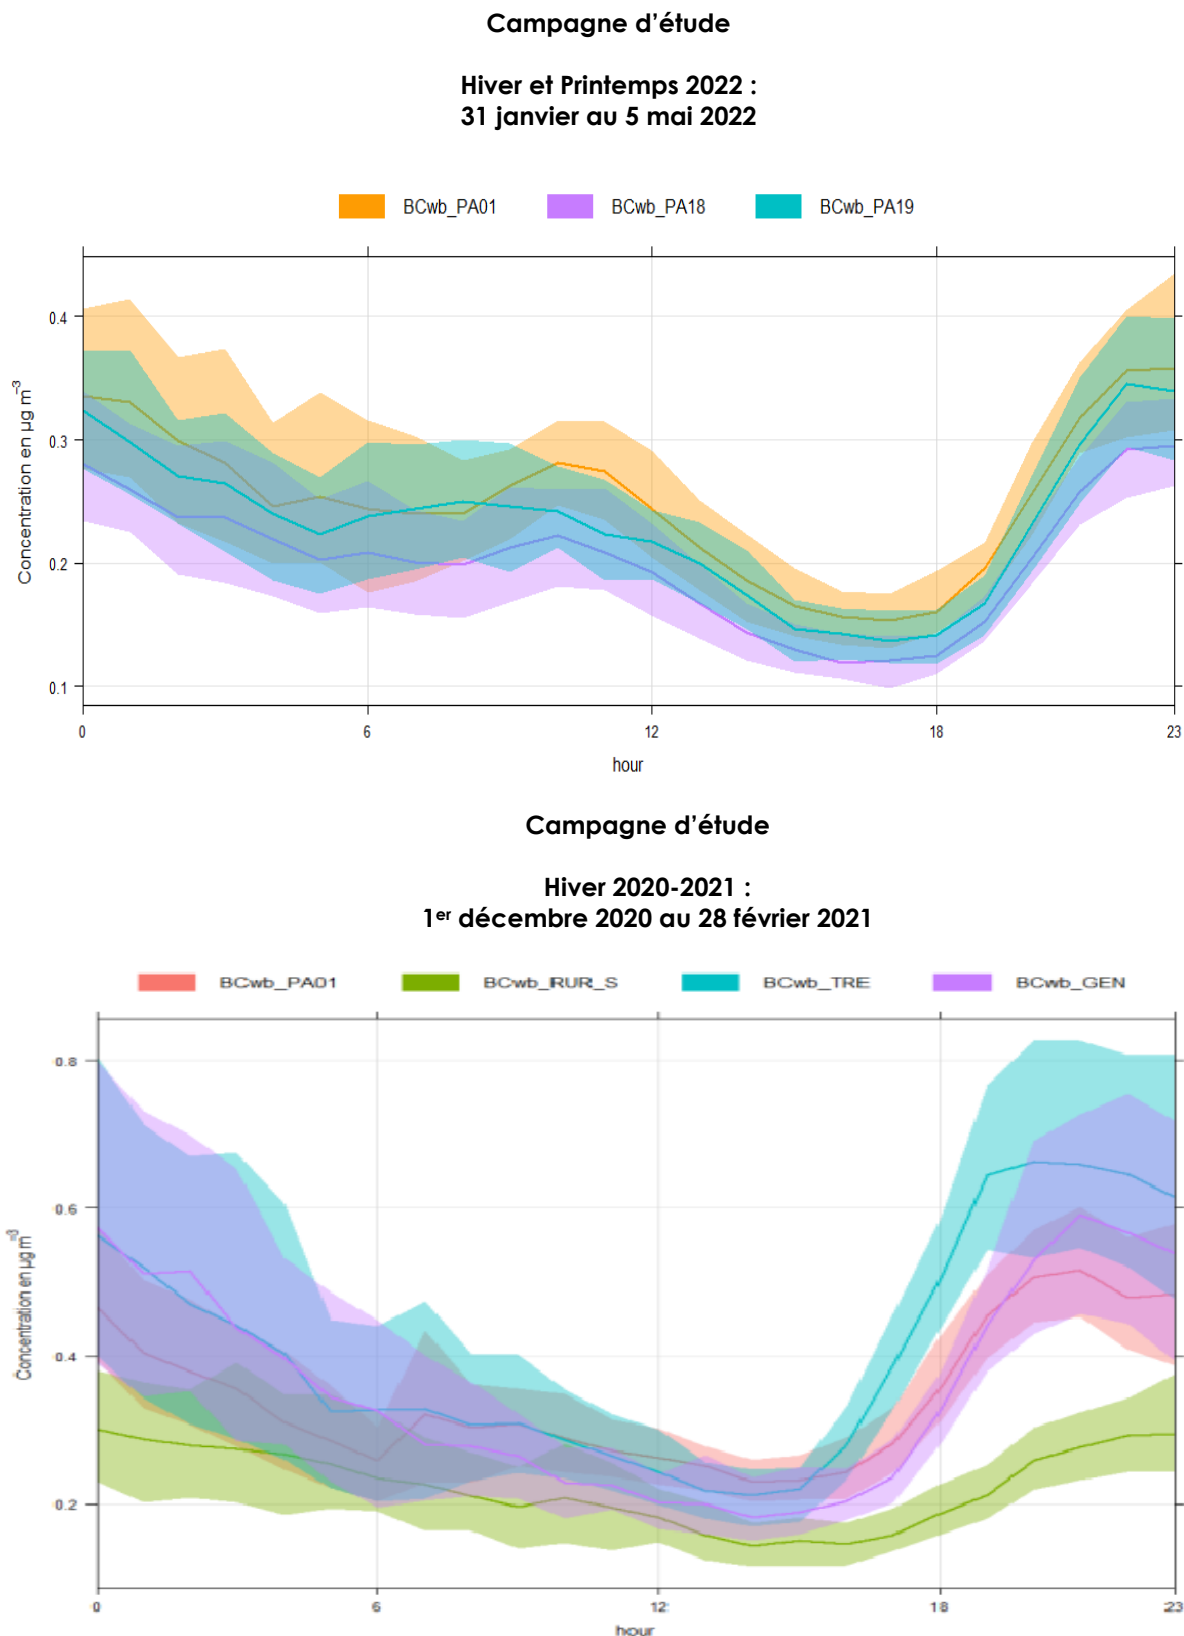 Campagne d’étude
Hiver et Printemps 2022 :
31 janvier au 5 mai 2022
BCwb_PA01 BCwb_PA18 BCwb_PA19
Concentration en µg m⁻³
0.4
0.3
0.2
0.1
0 6 12 18 23
hour
Campagne d’étude
Hiver 2020-2021 :
1er décembre 2020 au 28 février 2021
BCwb_PA01 BCwb_RUR_S BCwb_TRE BCwb_GEN
Concentration en µg m⁻³
0.8
0.6
0.4
0.2
0 6 12 18 23
hour